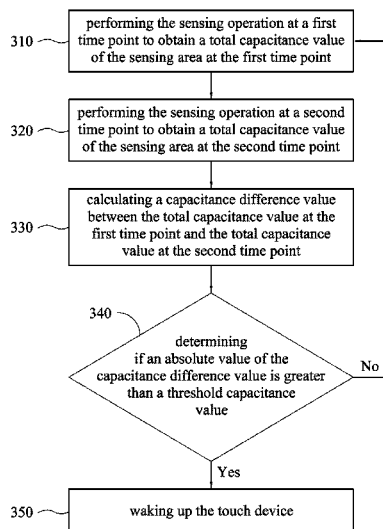 310
performing the sensing operation at a first
time point to obtain a total capacitance value
of the sensing area at the first time point
320
performing the sensing operation at a second
time point to obtain a total capacitance value
of the sensing area at the second time point
330
calculating a capacitance difference value
between the total capacitance value at the
first time point and the total capacitance
value at the second time point
340
determining
if an absolute value of the
capacitance difference value is greater
than a threshold capacitance
value
No
Yes
350
waking up the touch device